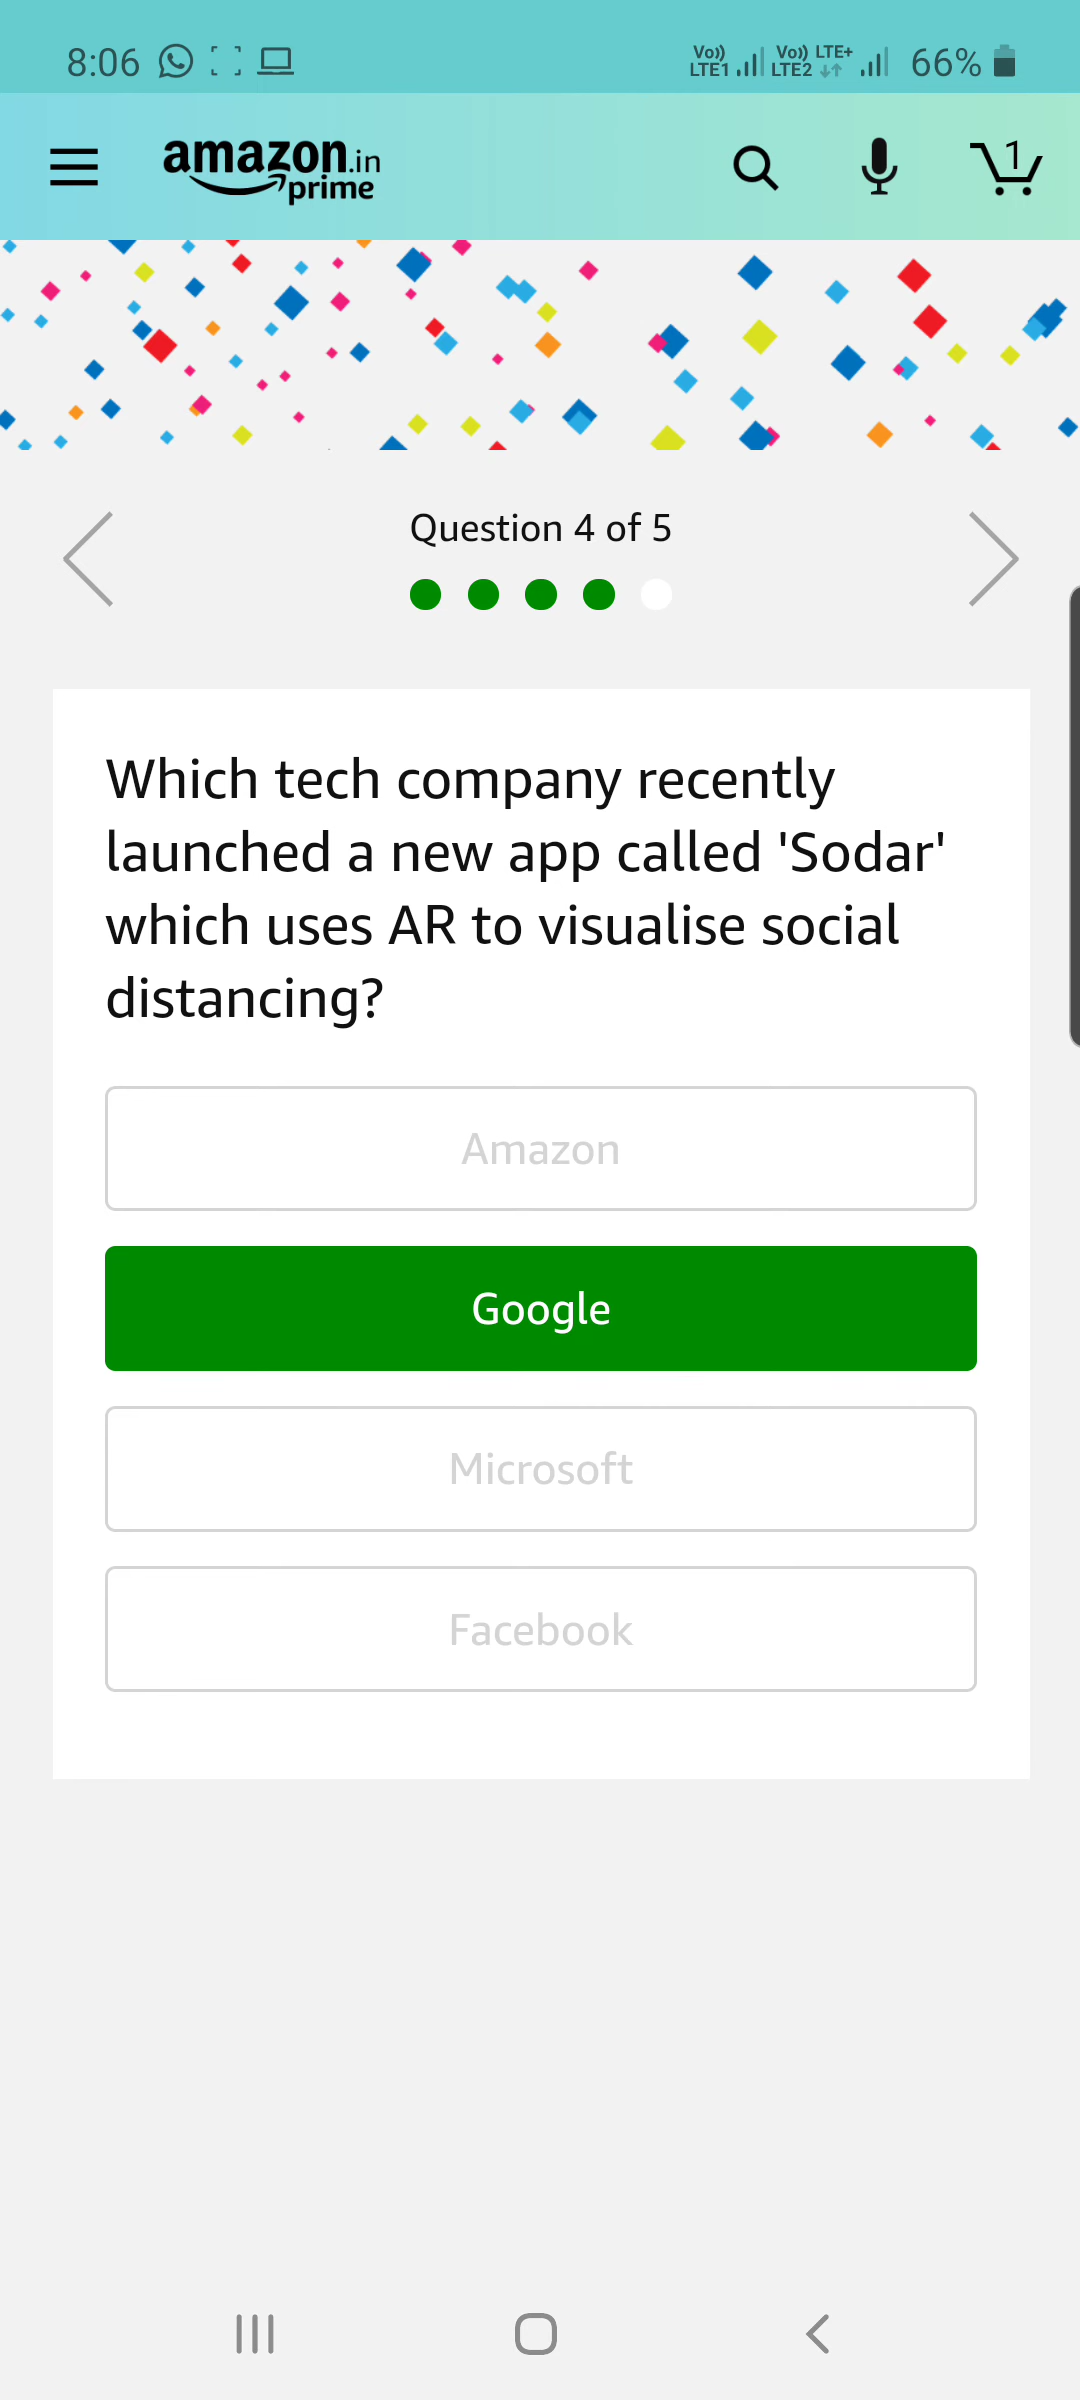 8:06
Vo)) LTE1 Vo)) LTE2 LTE+ 66%
amazon.in
prime
1
Question 4 of 5
Which tech company recently
launched a new app called 'Sodar'
which uses AR to visualise social
distancing?
Amazon
Google
Microsoft
Facebook